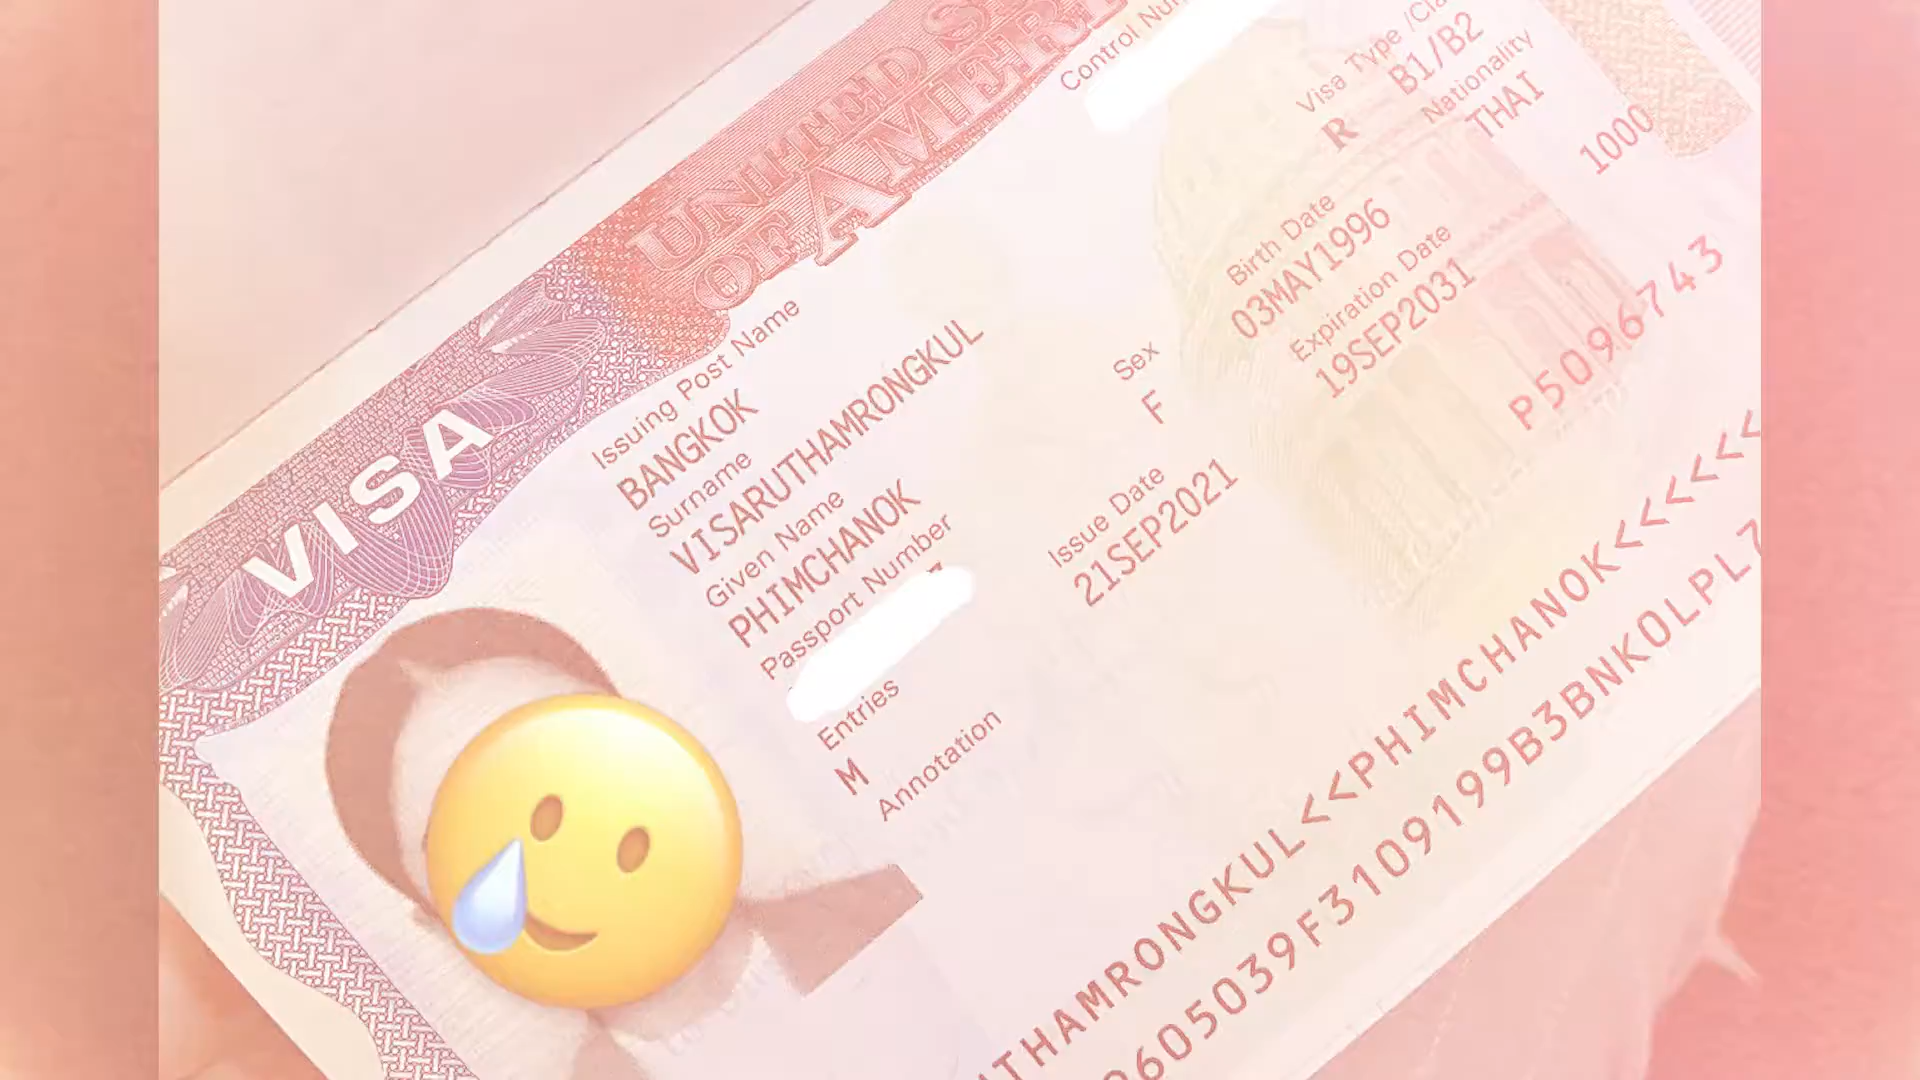 UNITED S
OF AMERI
VISA
Control Num
Visa Type /Cla
R B1/B2
Nationality
THAI
1000
Issuing Post Name
BANGKOK
Surname
VISARUTHAMRONGKUL
Given Name
PHIMCHANOK
Passport Number
Sex
F
Birth Date
03MAY1996
Entries
M
Issue Date
21SEP2021
Expiration Date
19SEP2031
Annotation
P5096743
THAMRONGKUL<<PHIMCHANOK<<<<<<
605039F3109199B3BNK0LPL7